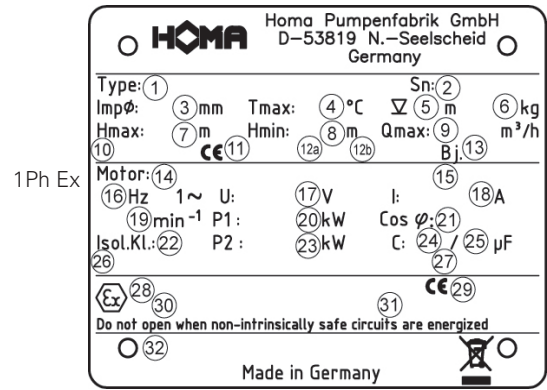 HOMA Homa Pumpenfabrik GmbH
D-53819 N.-Seelscheid
Germany
Type: 1 Sn: 2
Impø: 3 mm Tmax: 4 °C ∇ 5 m 6 kg
Hmax: 7 m Hmin: 8 m Qmax: 9 m³/h
10 CE 11 12a 12b Bj. 13
1Ph Ex
Motor: 14 15
16 Hz 1~ U: 17 V I: 18 A
19 min⁻¹ P1: 20 kW Cos φ: 21
Isol.Kl.: 22 P2: 23 kW C: 24 / 25 µF
26 27
Ex 28 CE 29
30 31
Do not open when non-intrinsically safe circuits are energized
32
Made in Germany